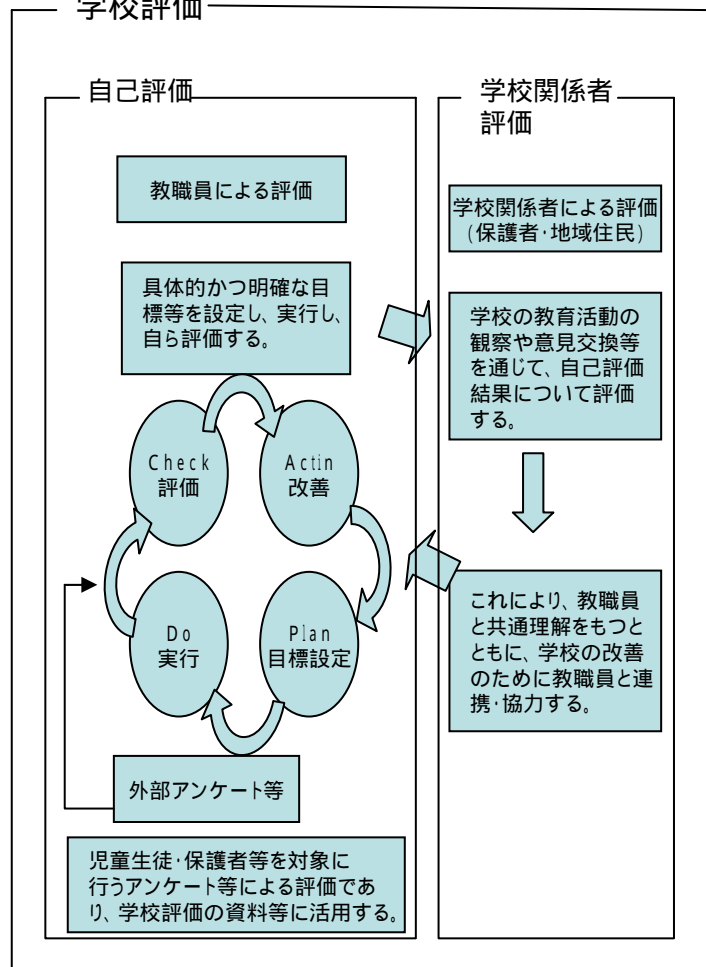 学校評価
自己評価
教職員による評価
具体的かつ明確な目
標等を設定し、実行し、
自ら評価する。
Check
評価
Actin
改善
Do
実行
Plan
目標設定
外部アンケート等
児童生徒・保護者等を対象に
行うアンケート等による評価であ
り、学校評価の資料等に活用する。
学校関係者
評価
学校関係者による評価
(保護者・地域住民)
学校の教育活動の
観察や意見交換等
を通じて、自己評価
結果について評価
する。
これにより、教職員
と共通理解をもつと
ともに、学校の改善
のために教職員と連
携・協力する。